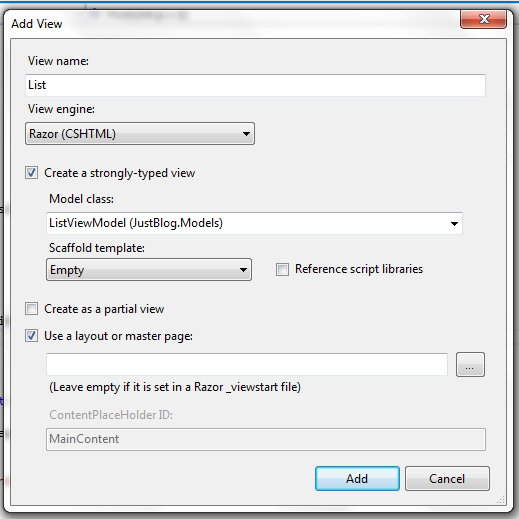 Add View
View name:
List
View engine:
Razor (CSHTML)
Create a strongly-typed view
Model class:
ListViewModel (JustBlog.Models)
Scaffold template:
Empty
Reference script libraries
Create as a partial view
Use a layout or master page:
...
(Leave empty if it is set in a Razor _viewstart file)
ContentPlaceHolder ID:
MainContent
Add Cancel